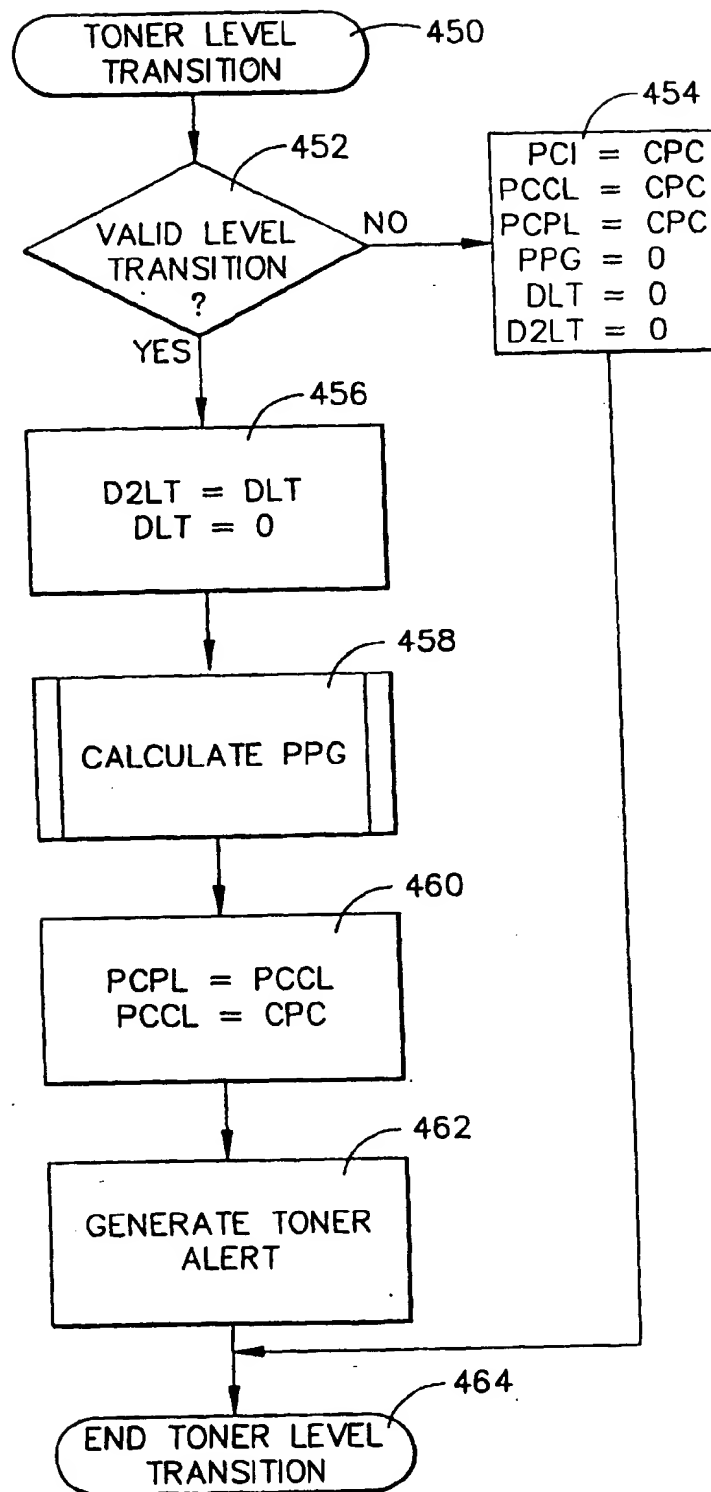 TONER LEVEL
TRANSITION
450
452
VALID LEVEL
TRANSITION
?
NO
YES
454
PCI = CPC
PCCL = CPC
PCPL = CPC
PPG = 0
DLT = 0
D2LT = 0
456
D2LT = DLT
DLT = 0
458
CALCULATE PPG
460
PCPL = PCCL
PCCL = CPC
462
GENERATE TONER
ALERT
464
END TONER LEVEL
TRANSITION